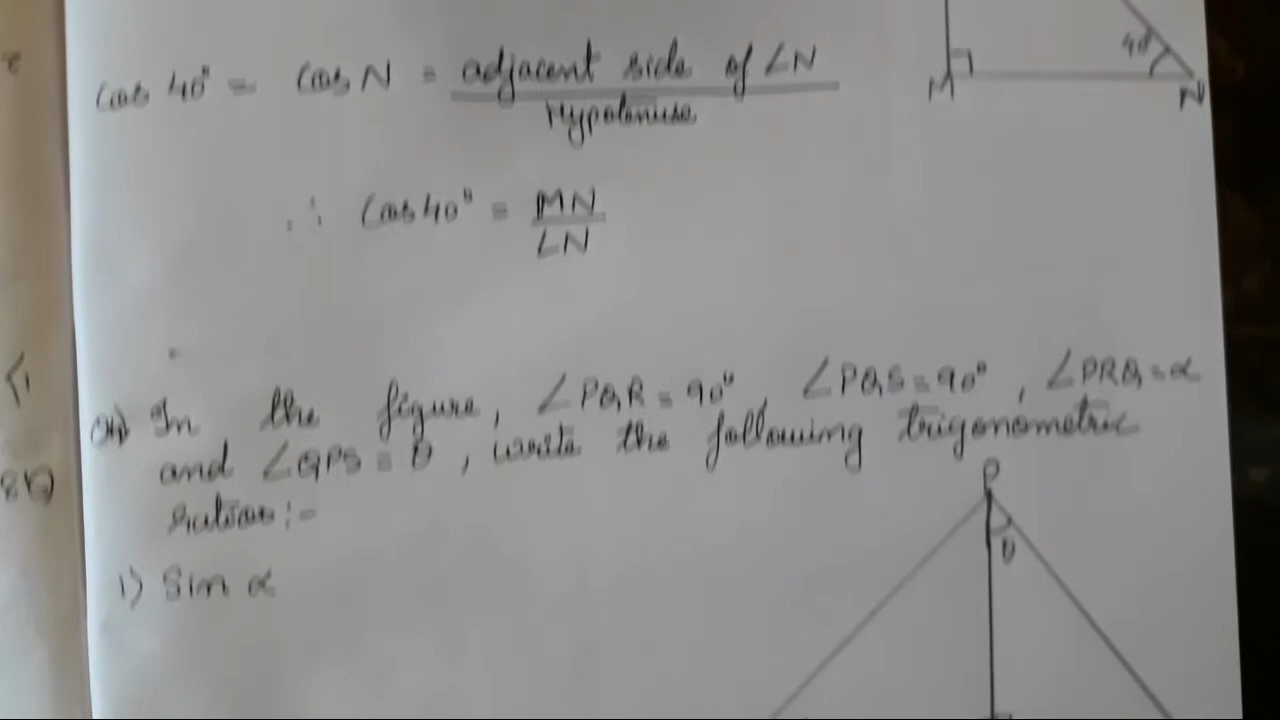 cos 40° = cos N = adjacent side of ∠N
Hypotenuse
40°
M
N
∴ cos 40° = MN
LN
In the figure, ∠PQR = 90°, ∠PQS = 90°, ∠PRQ = α
and ∠QPS = θ, write the following trigonometric
ratios :-
P
θ
i) Sin α